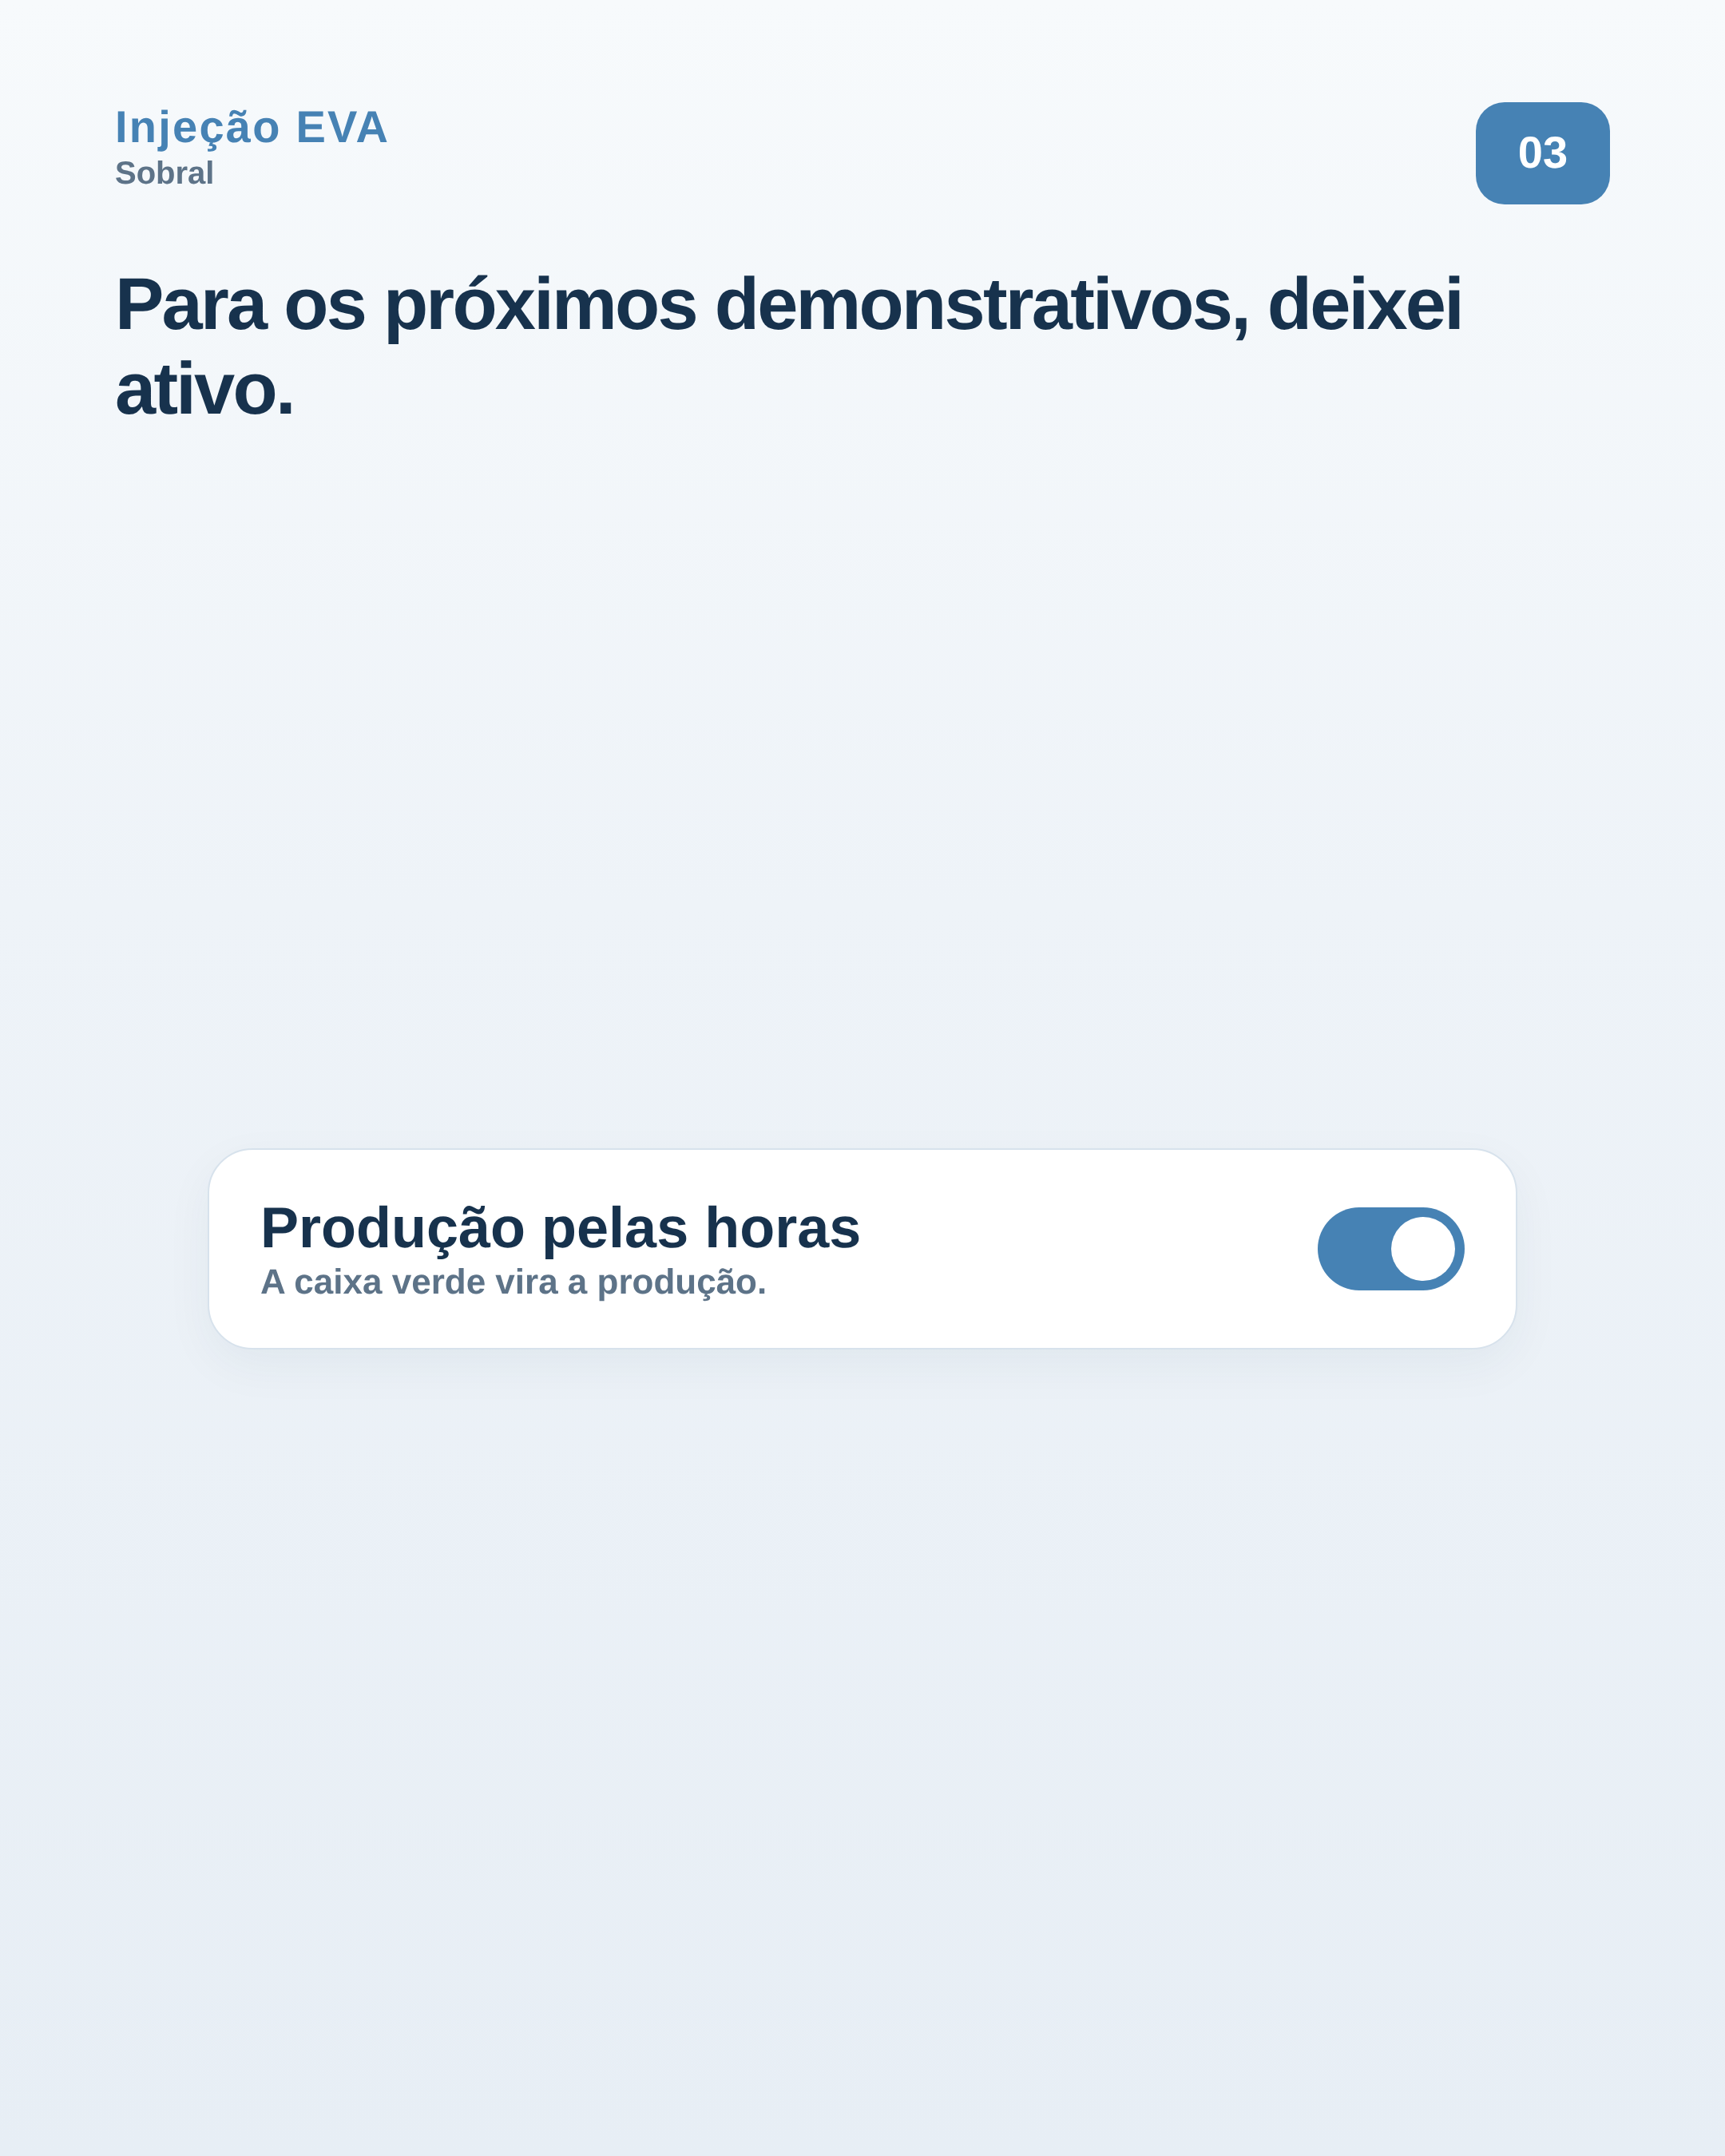 Injeção EVA
Sobral
03
Para os próximos demonstrativos, deixei
ativo.
Produção pelas horas
A caixa verde vira a produção.